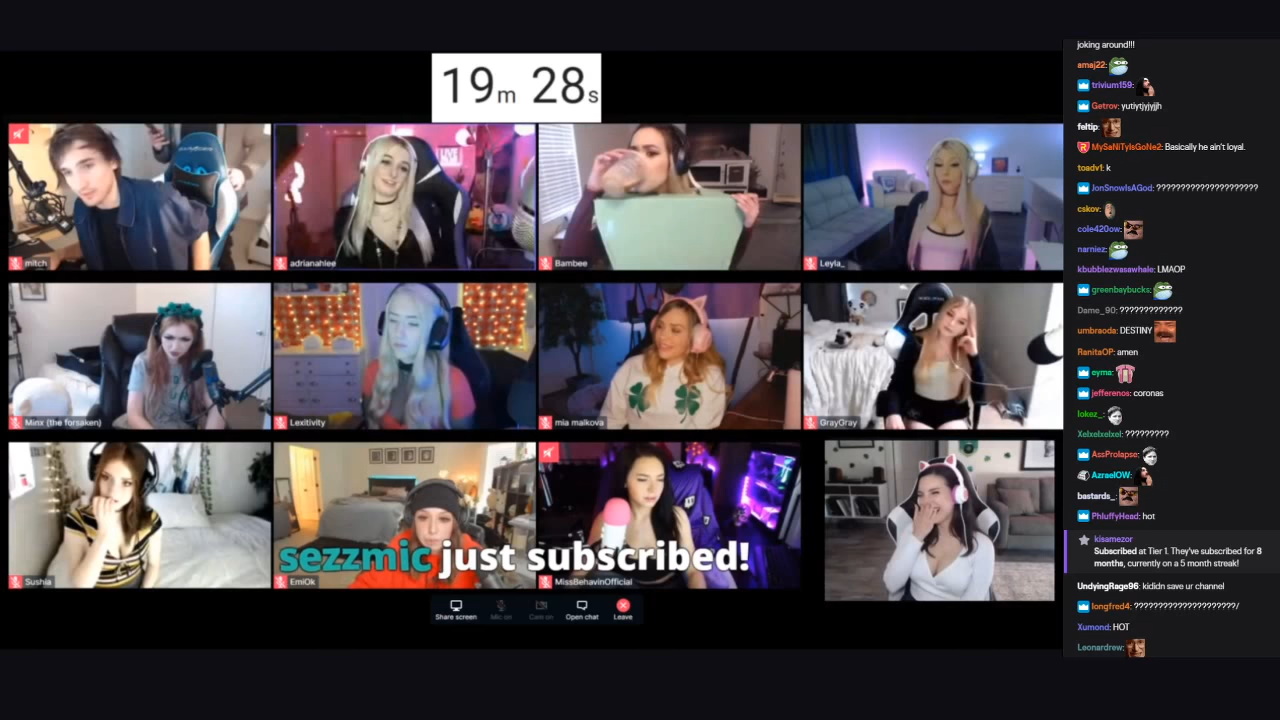 19m 28s
mitch
adrianahlee
Bambee
Leyla_
Minx (the forsaken)
Lexitivity
mia malkova
GrayGray
Sushia
EmiOk
MissBehavinOfficial
sezzmic just subscribed!
Share screen
Mic on
Cam on
Open chat
Leave
joking around!!!
amaj22:
trivium159:
Getrov: yutiytjyjyjjh
feltip:
MySaNiTyIsGoNe2: Basically he ain't loyal.
toadv1: k
JonSnowIsAGod: ?????????????????????
cskov:
cole420ow:
narniez:
kbubblezwasawhale: LMAOP
greenbaybucks:
Dame_90: ?????????????
umbraoda: DESTINY
RanitaOP: amen
eyma:
jefferenos: coronas
lokez_:
Xelxelxelxel: ?????????
AssProlapse:
AzraelOW:
bastards_:
PhluffyHead: hot
kisamezor
Subscribed at Tier 1. They've subscribed for 8
months, currently on a 5 month streak!
UndyingRage96: kididn save ur channel
longfred4: ?????????????????????/
Xumond: HOT
Leonardrew: